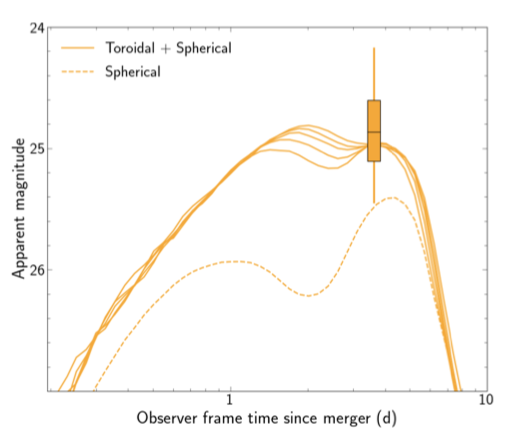 24
Toroidal + Spherical
Spherical
25
Apparent magnitude
26
1
10
Observer frame time since merger (d)